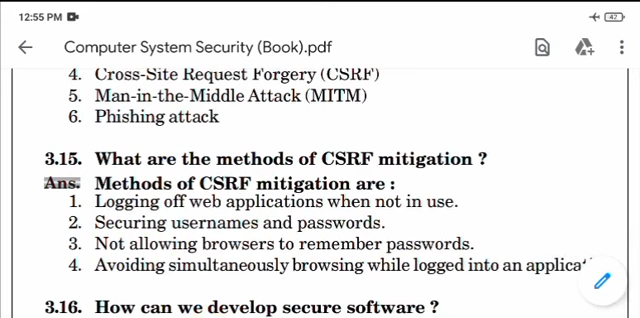 12:55 PM
47
Computer System Security (Book).pdf
4. Cross-Site Request Forgery (CSRF)
5. Man-in-the-Middle Attack (MITM)
6. Phishing attack
3.15. What are the methods of CSRF mitigation ?
Ans. Methods of CSRF mitigation are :
1. Logging off web applications when not in use.
2. Securing usernames and passwords.
3. Not allowing browsers to remember passwords.
4. Avoiding simultaneously browsing while logged into an
3.16. How can we develop secure software ?